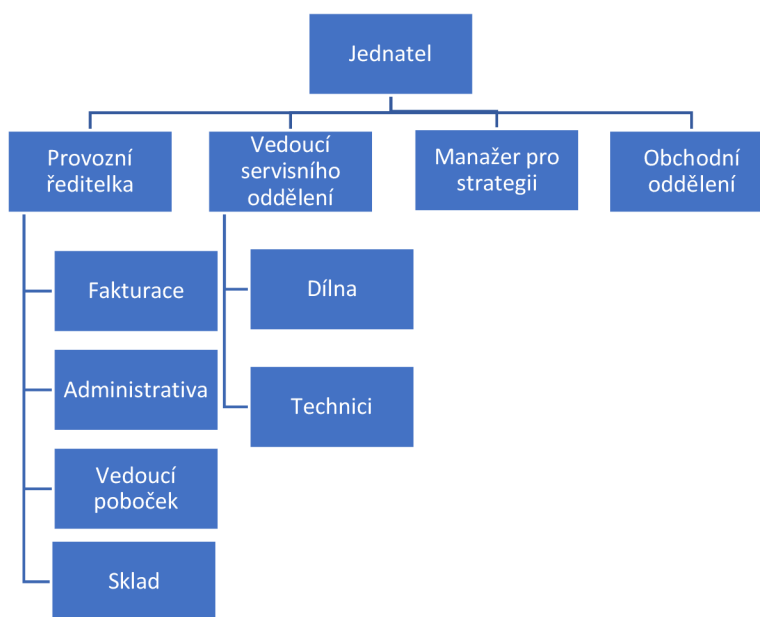 Jednatel
Provozní
ředitelka
Vedoucí
servisního
oddělení
Manažer pro
strategii
Obchodní
oddělení
Fakturace
Administrativa
Vedoucí
poboček
Sklad
Dílna
Technici